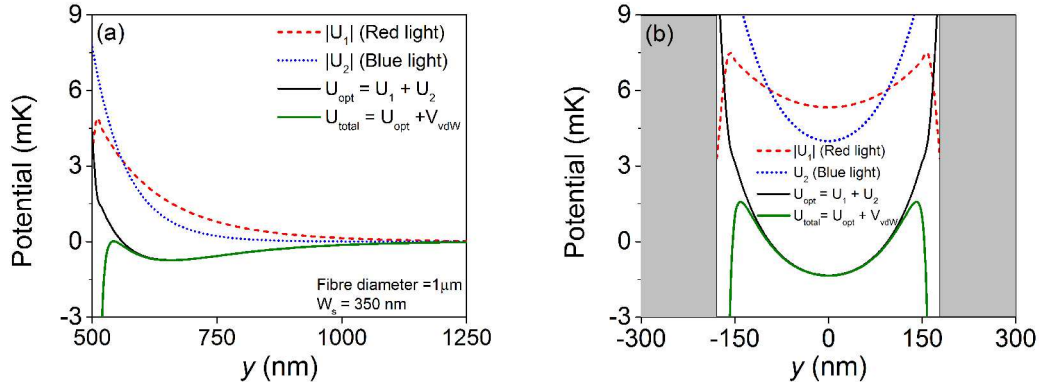 (a)
|U₁| (Red light)
|U₂| (Blue light)
Uopt = U₁ + U₂
Utotal = Uopt +VvdW
Fibre diameter =1μm
Ws = 350 nm
Potential (mK)
9
6
3
0
-3
500
750
1000
1250
y (nm)
(b)
|U₁| (Red light)
U₂ (Blue light)
Uopt = U₁ + U₂
Utotal= Uopt + VvdW
Potential (mK)
9
6
3
0
-3
-300
-150
0
150
300
y (nm)